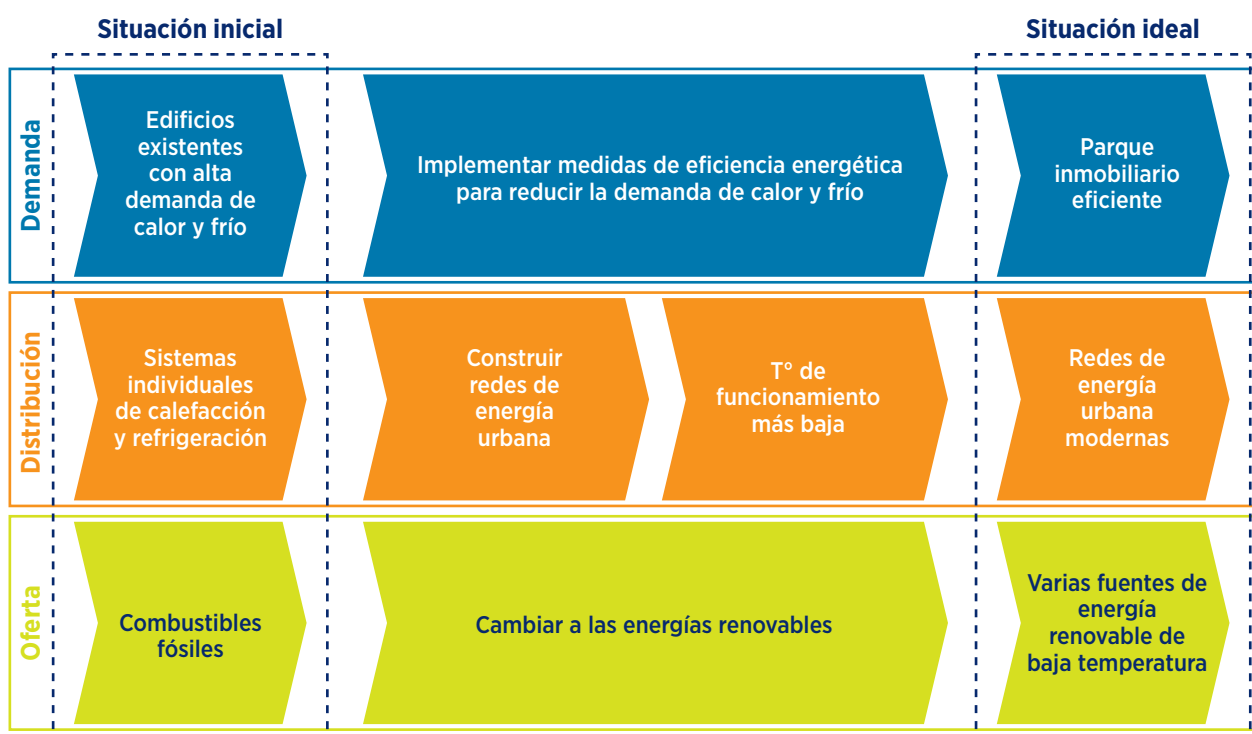 Situación inicial
Situación ideal
Demanda
Edificios
existentes
con alta
demanda de
calor y frío
Implementar medidas de eficiencia energética
para reducir la demanda de calor y frío
Parque
inmobiliario
eficiente
Distribución
Sistemas
individuales
de calefacción
y refrigeración
Construir
redes de
energía
urbana
T° de
funcionamiento
más baja
Redes de
energía
urbana
modernas
Oferta
Combustibles
fósiles
Cambiar a las energías renovables
Varias fuentes de
energía
renovable de
baja temperatura